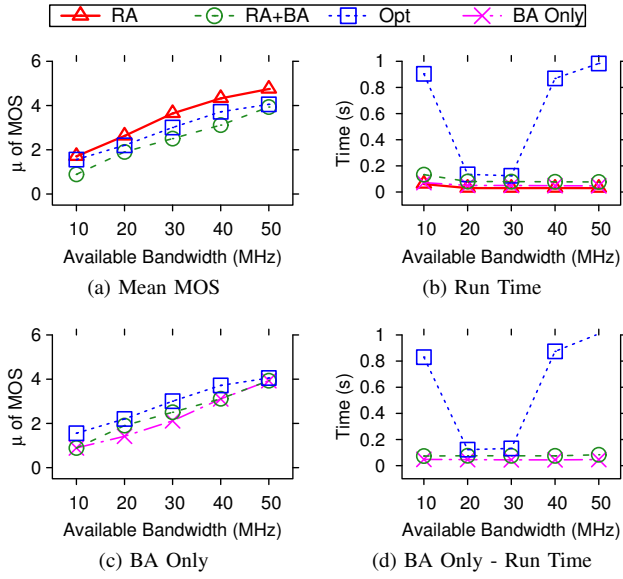 RA RA+BA Opt BA Only
6
4
2
0
μ of MOS
10 20 30 40 50
Available Bandwidth (MHz)
(a) Mean MOS
1
0.8
0.6
0.4
0.2
0
Time (s)
10 20 30 40 50
Available Bandwidth (MHz)
(b) Run Time
6
4
2
0
μ of MOS
10 20 30 40 50
Available Bandwidth (MHz)
(c) BA Only
1
0.8
0.6
0.4
0.2
0
Time (s)
10 20 30 40 50
Available Bandwidth (MHz)
(d) BA Only - Run Time